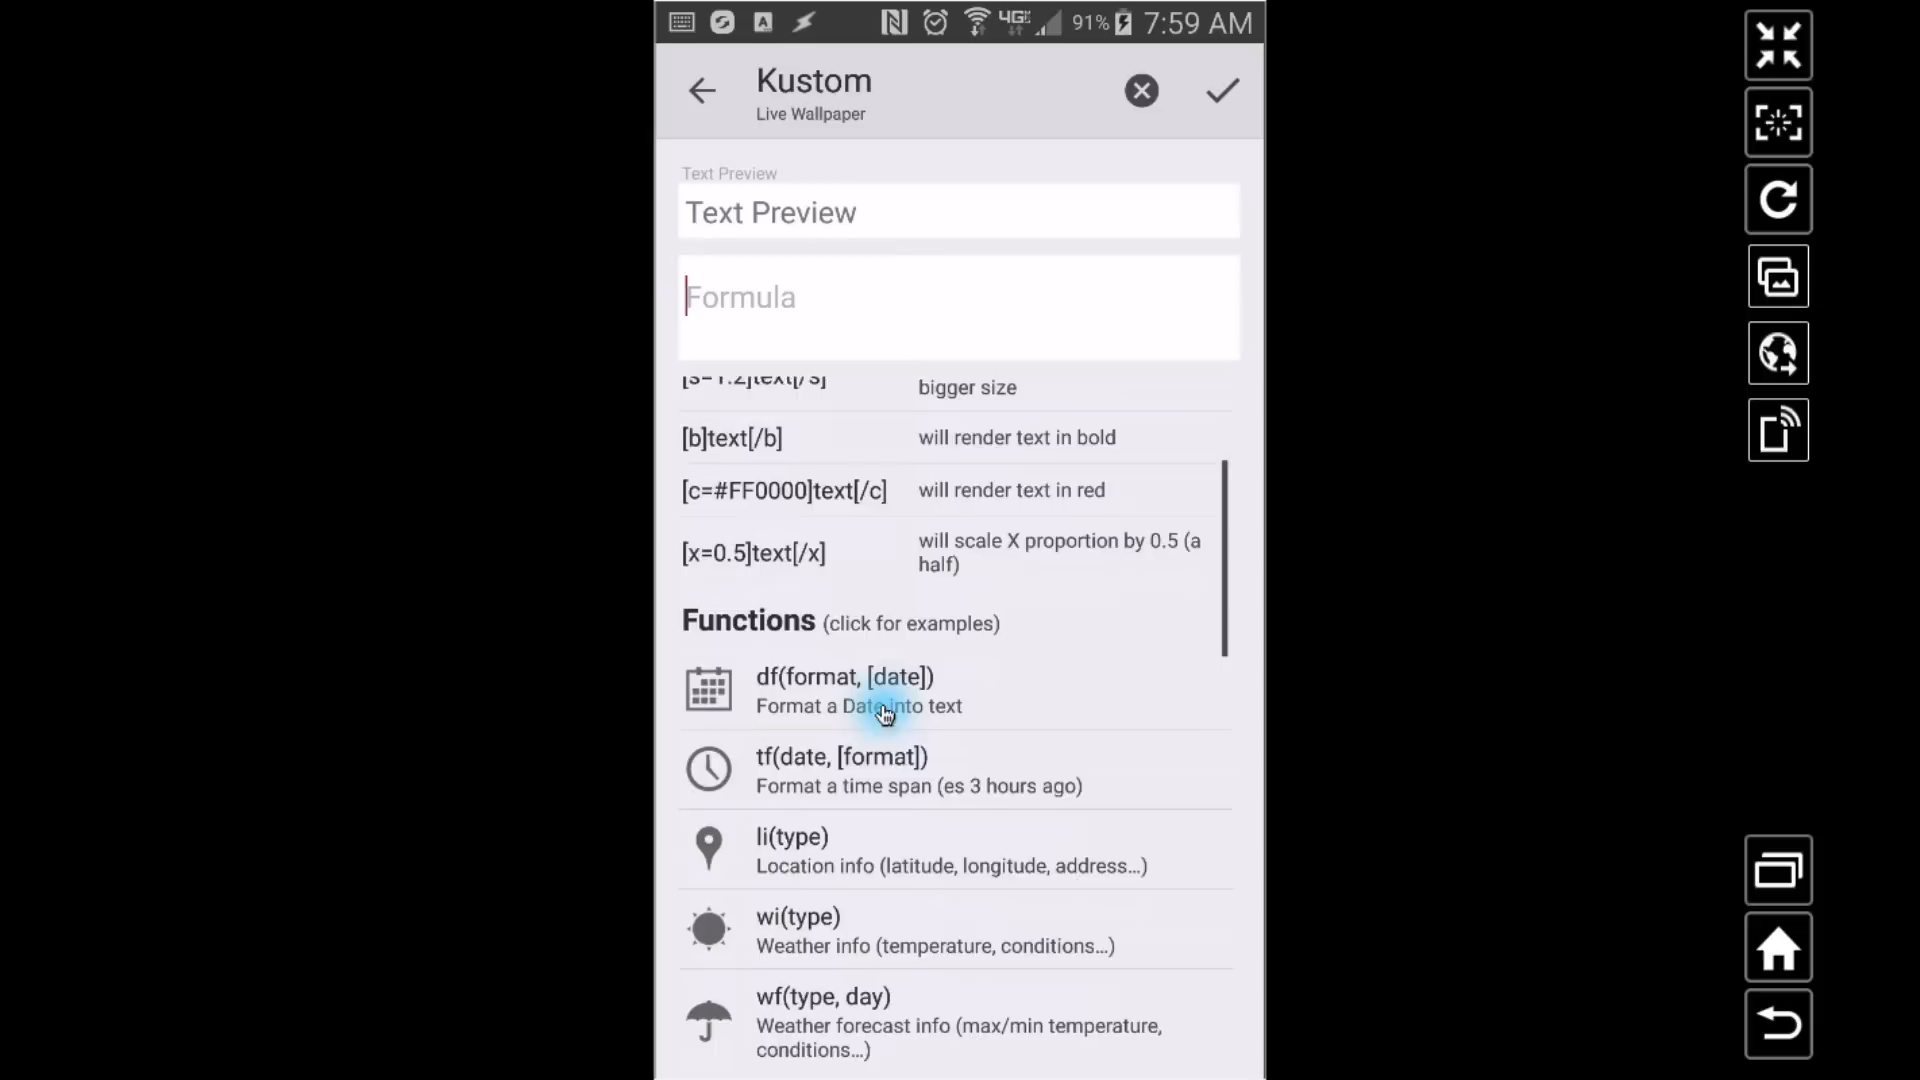 4G
91%
7:59 AM
Kustom
Live Wallpaper
Text Preview
Text Preview
Formula
[s=1.2]text[/s]
bigger size
[b]text[/b]
will render text in bold
[c=#FF0000]text[/c]
will render text in red
[x=0.5]text[/x]
will scale X proportion by 0.5 (a
half)
Functions (click for examples)
df(format, [date])
Format a Date into text
tf(date, [format])
Format a time span (es 3 hours ago)
li(type)
Location info (latitude, longitude, address...)
wi(type)
Weather info (temperature, conditions...)
wf(type, day)
Weather forecast info (max/min temperature,
conditions...)